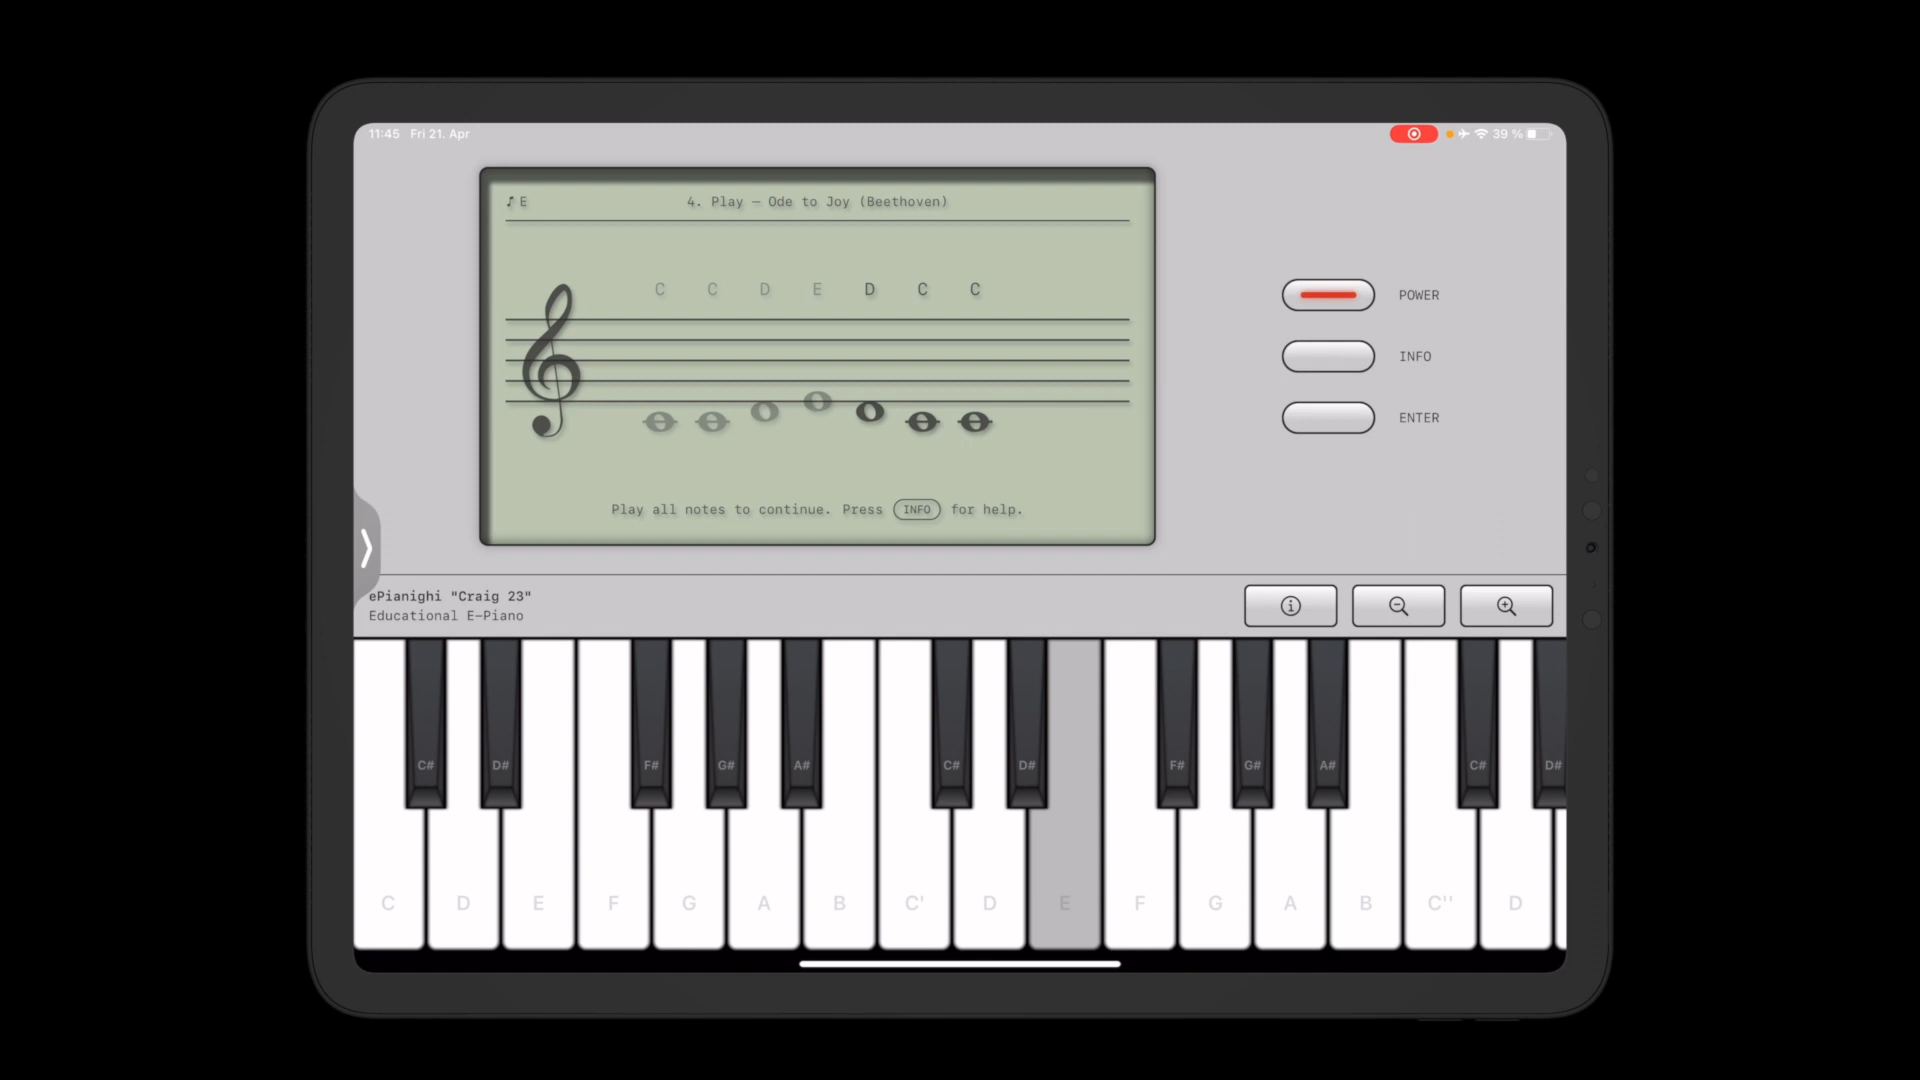 11:45 Fri 21. Apr
39 %
E 4. Play — Ode to Joy (Beethoven)
C C D E D C C
Play all notes to continue. Press INFO for help.
POWER
INFO
ENTER
ePianighi "Craig 23"
Educational E-Piano
C# D# F# G# A# C# D# F# G# A# C# D#
C D E F G A B C' D E F G A B C'' D